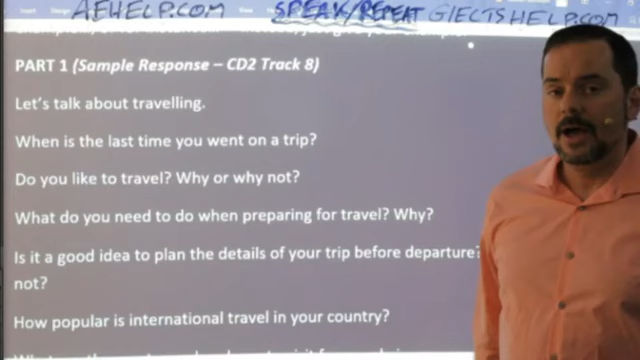 AEHELP.COM SPEAK/REPEAT GIELTSHELP.COM
PART 1 (Sample Response – CD2 Track 8)
Let's talk about travelling.
When is the last time you went on a trip?
Do you like to travel? Why or why not?
What do you need to do when preparing for travel? Why?
Is it a good idea to plan the details of your trip before departure?
not?
How popular is international travel in your country?